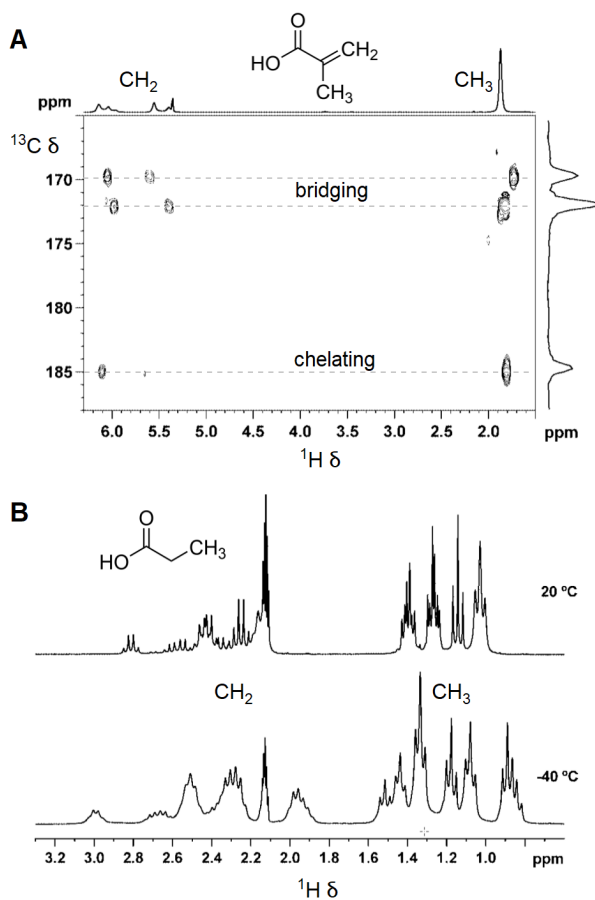 A
O
HO
CH2
CH3
CH2
CH3
ppm
13C δ
170
175
180
185
bridging
chelating
6.0 5.5 5.0 4.5 4.0 3.5 3.0 2.5 2.0 ppm
1H δ
B
O
HO
CH3
20 ºC
CH2
CH3
-40 ºC
3.2 3.0 2.8 2.6 2.4 2.2 2.0 1.8 1.6 1.4 1.2 1.0 ppm
1H δ